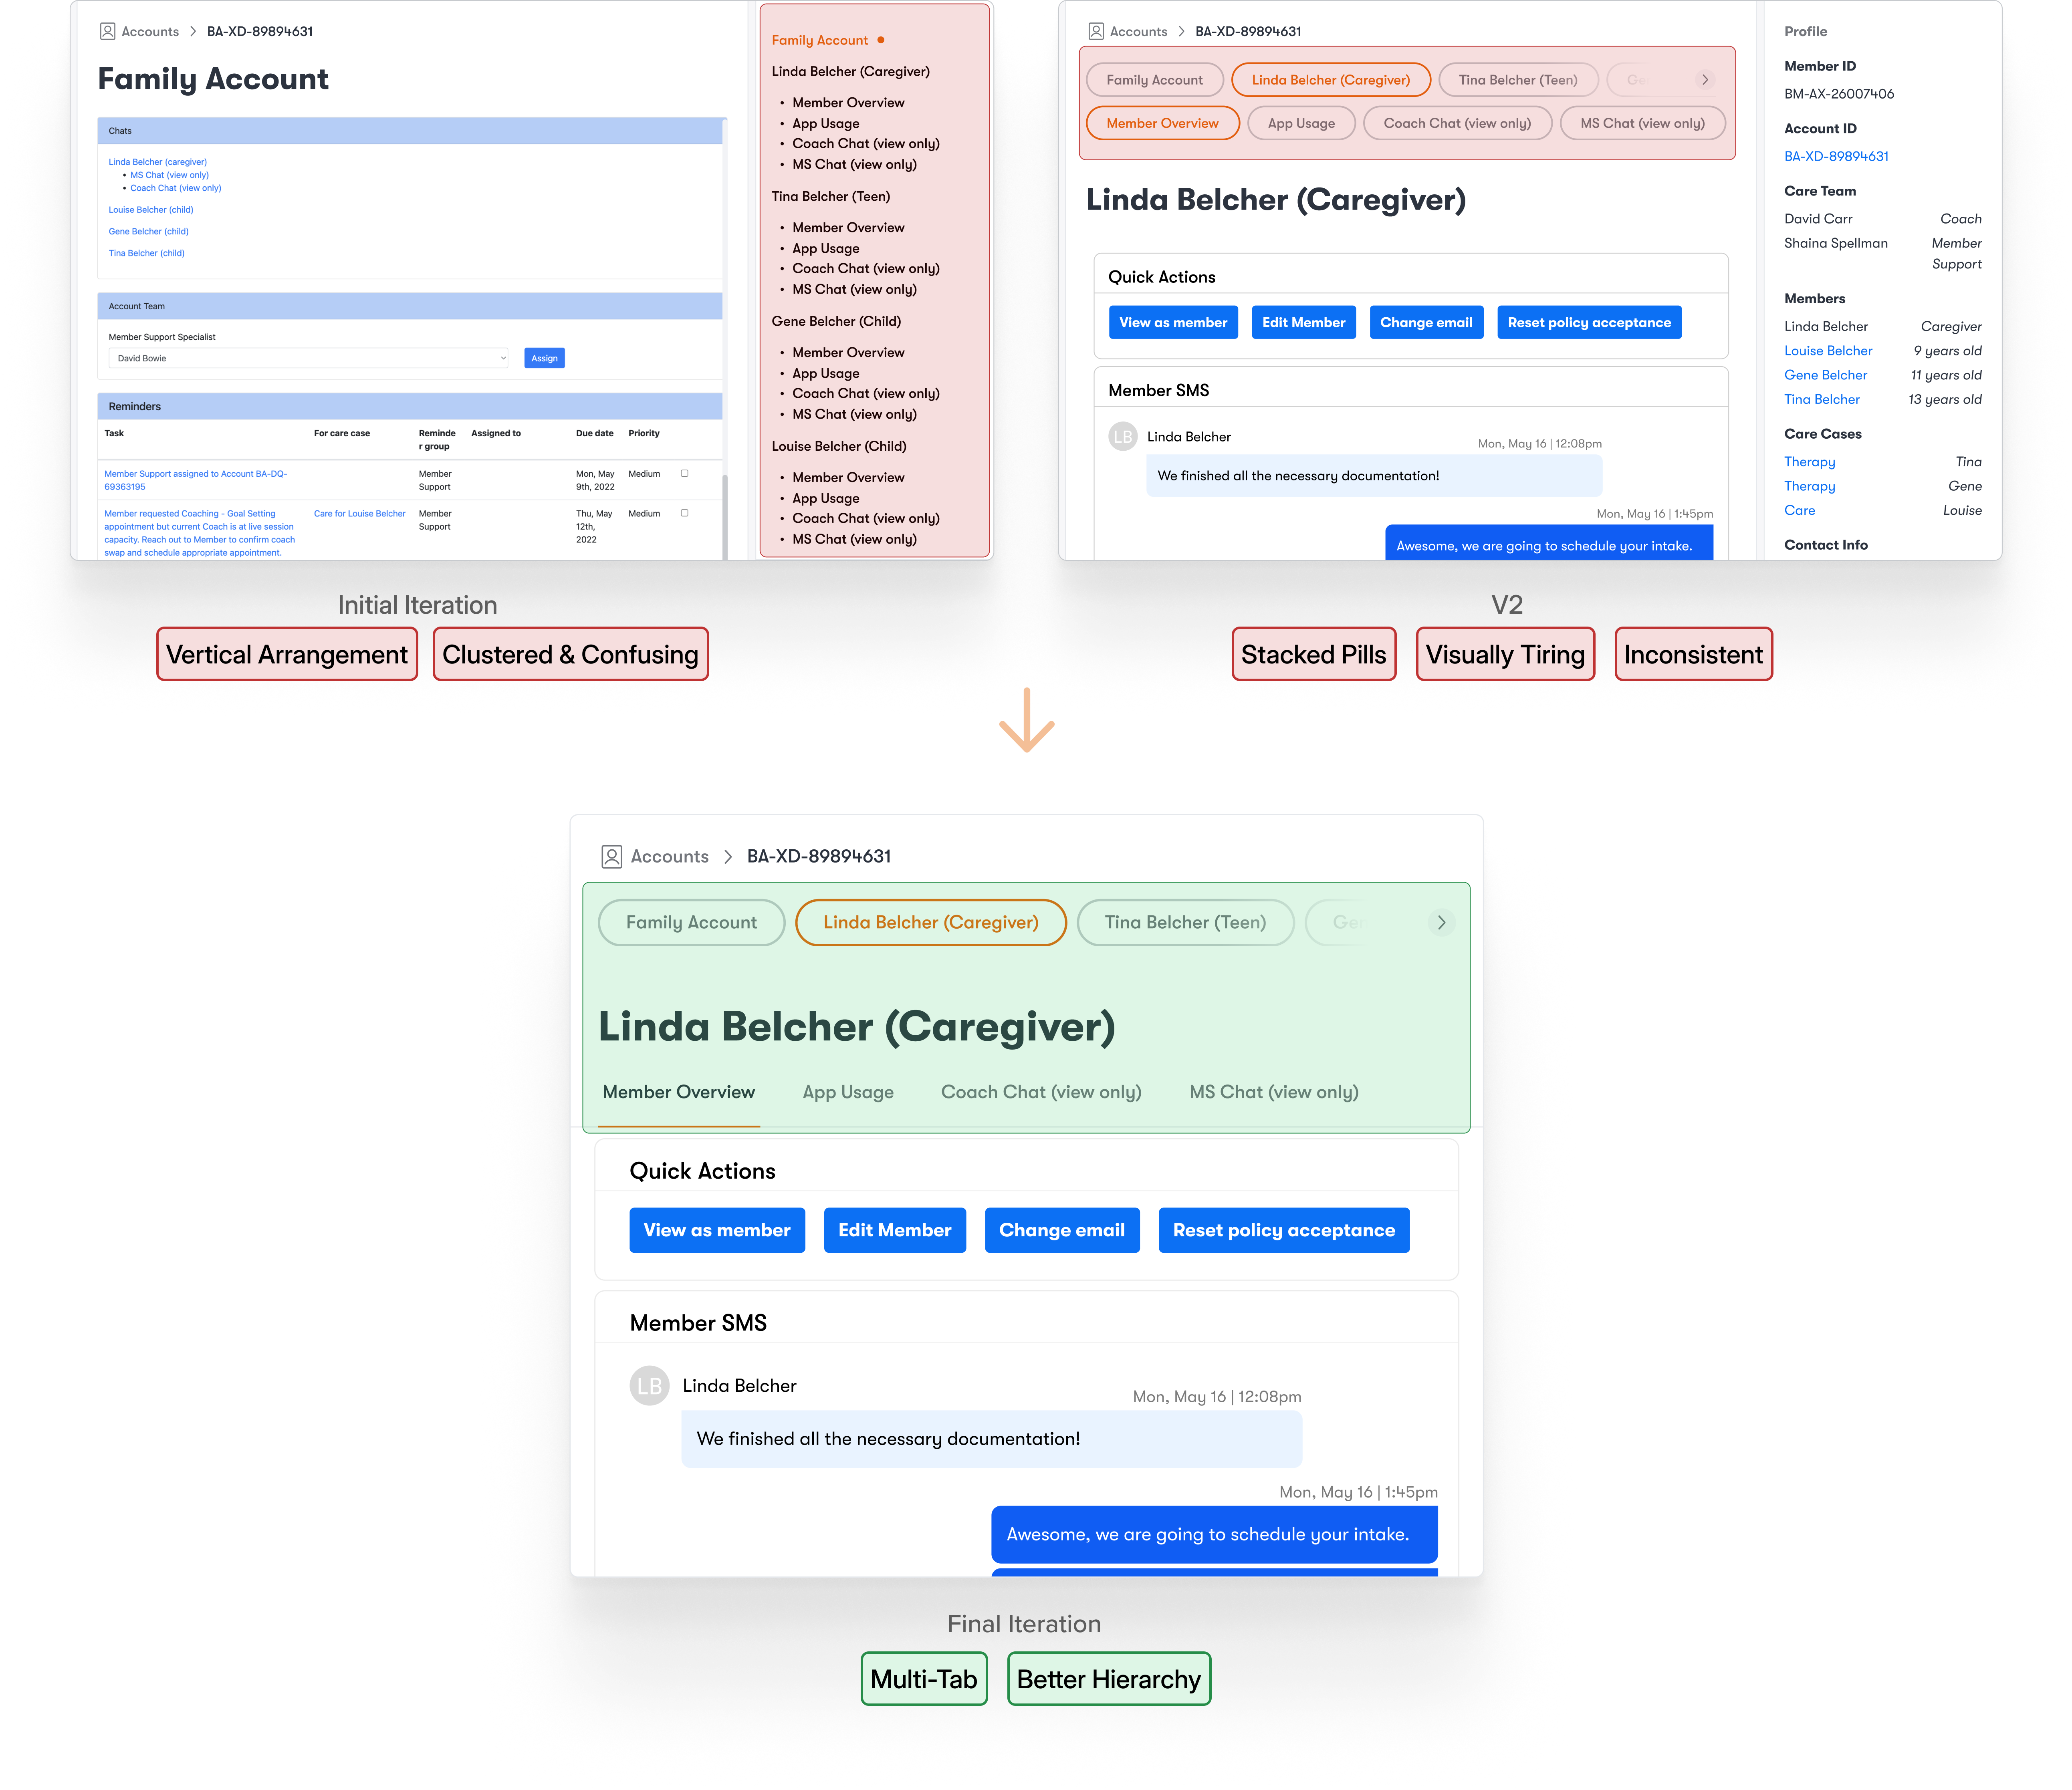 Accounts > BA-XD-89894631
Family Account
Chats
Linda Belcher (caregiver)
• MS Chat (view only)
• Coach Chat (view only)
Louise Belcher (child)
Gene Belcher (child)
Tina Belcher (child)
Account Team
Member Support Specialist
David Bowie
Assign
Reminders
Task For care case Reminde Assigned to Due date Priority
r group
Member Support assigned to Account BA-DQ- Member Mon, May Medium
69363195 Support 9th, 2022
Member requested Coaching - Goal Setting Care for Louise Belcher Member Thu, May Medium
appointment but current Coach is at live session Support 12th,
capacity. Reach out to Member to confirm coach 2022
swap and schedule appropriate appointment.
Family Account
Linda Belcher (Caregiver)
• Member Overview
• App Usage
• Coach Chat (view only)
• MS Chat (view only)
Tina Belcher (Teen)
• Member Overview
• App Usage
• Coach Chat (view only)
• MS Chat (view only)
Gene Belcher (Child)
• Member Overview
• App Usage
• Coach Chat (view only)
• MS Chat (view only)
Louise Belcher (Child)
• Member Overview
• App Usage
• Coach Chat (view only)
• MS Chat (view only)
Initial Iteration
Vertical Arrangement Clustered & Confusing
Accounts > BA-XD-89894631
Family Account Linda Belcher (Caregiver) Tina Belcher (Teen) Ge
Member Overview App Usage Coach Chat (view only) MS Chat (view only)
Linda Belcher (Caregiver)
Quick Actions
View as member Edit Member Change email Reset policy acceptance
Member SMS
LB Linda Belcher
Mon, May 16 | 12:08pm
We finished all the necessary documentation!
Mon, May 16 | 1:45pm
Awesome, we are going to schedule your intake.
Profile
Member ID
BM-AX-26007406
Account ID
BA-XD-89894631
Care Team
David Carr Coach
Shaina Spellman Member
Support
Members
Linda Belcher Caregiver
Louise Belcher 9 years old
Gene Belcher 11 years old
Tina Belcher 13 years old
Care Cases
Therapy Tina
Therapy Gene
Care Louise
Contact Info
V2
Stacked Pills Visually Tiring Inconsistent
Accounts > BA-XD-89894631
Family Account Linda Belcher (Caregiver) Tina Belcher (Teen) Ge
Linda Belcher (Caregiver)
Member Overview App Usage Coach Chat (view only) MS Chat (view only)
Quick Actions
View as member Edit Member Change email Reset policy acceptance
Member SMS
LB Linda Belcher
Mon, May 16 | 12:08pm
We finished all the necessary documentation!
Mon, May 16 | 1:45pm
Awesome, we are going to schedule your intake.
Final Iteration
Multi-Tab Better Hierarchy